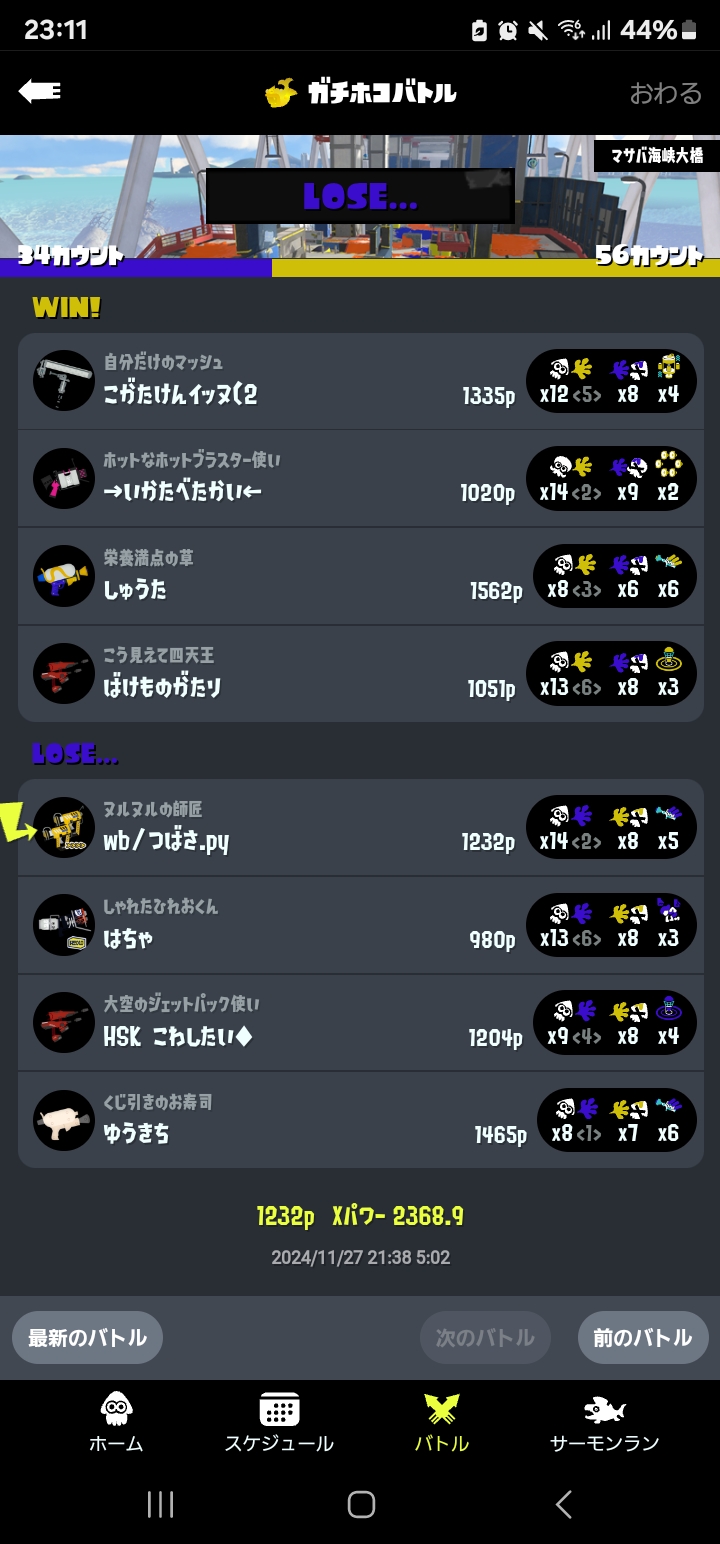 23:11 44%
ガチホコバトル おわる
マサバ海峡大橋
LOSE...
34カウント 56カウント
WIN!
自分だけのマッシュ
こがたけんイッヌ(2 1335p x12 <5> x8 x4
ホットなホットブラスター使い
→いかたべたかい← 1020p x14 <2> x9 x2
栄養満点の草
しゅうた 1562p x8 <3> x6 x6
こう見えて四天王
ばけものがたり 1051p x13 <6> x8 x3
LOSE...
ヌルヌルの師匠
wb/つばさ.py 1232p x14 <2> x8 x5
しゃれたひれおくん
はちゃ 980p x13 <6> x8 x3
大空のジェットパック使い
HSK こわしたい♦ 1204p x9 <4> x8 x4
くじ引きのお寿司
ゆうきち 1465p x8 <1> x7 x6
1232p Xパワー 2368.9
2024/11/27 21:38 5:02
最新のバトル 次のバトル 前のバトル
ホーム スケジュール バトル サーモンラン